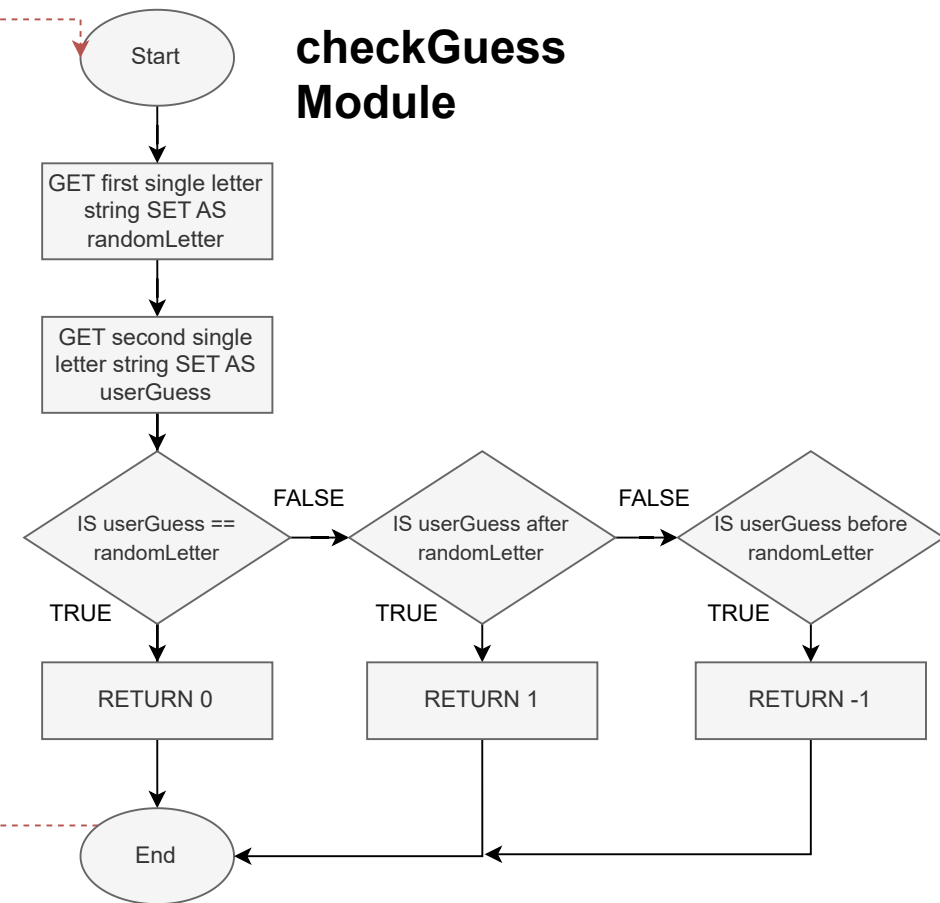 Start
checkGuess
Module
GET first single letter
string SET AS
randomLetter
GET second single
letter string SET AS
userGuess
IS userGuess ==
randomLetter
FALSE
IS userGuess after
randomLetter
FALSE
IS userGuess before
randomLetter
TRUE
TRUE
TRUE
RETURN 0
RETURN 1
RETURN -1
End